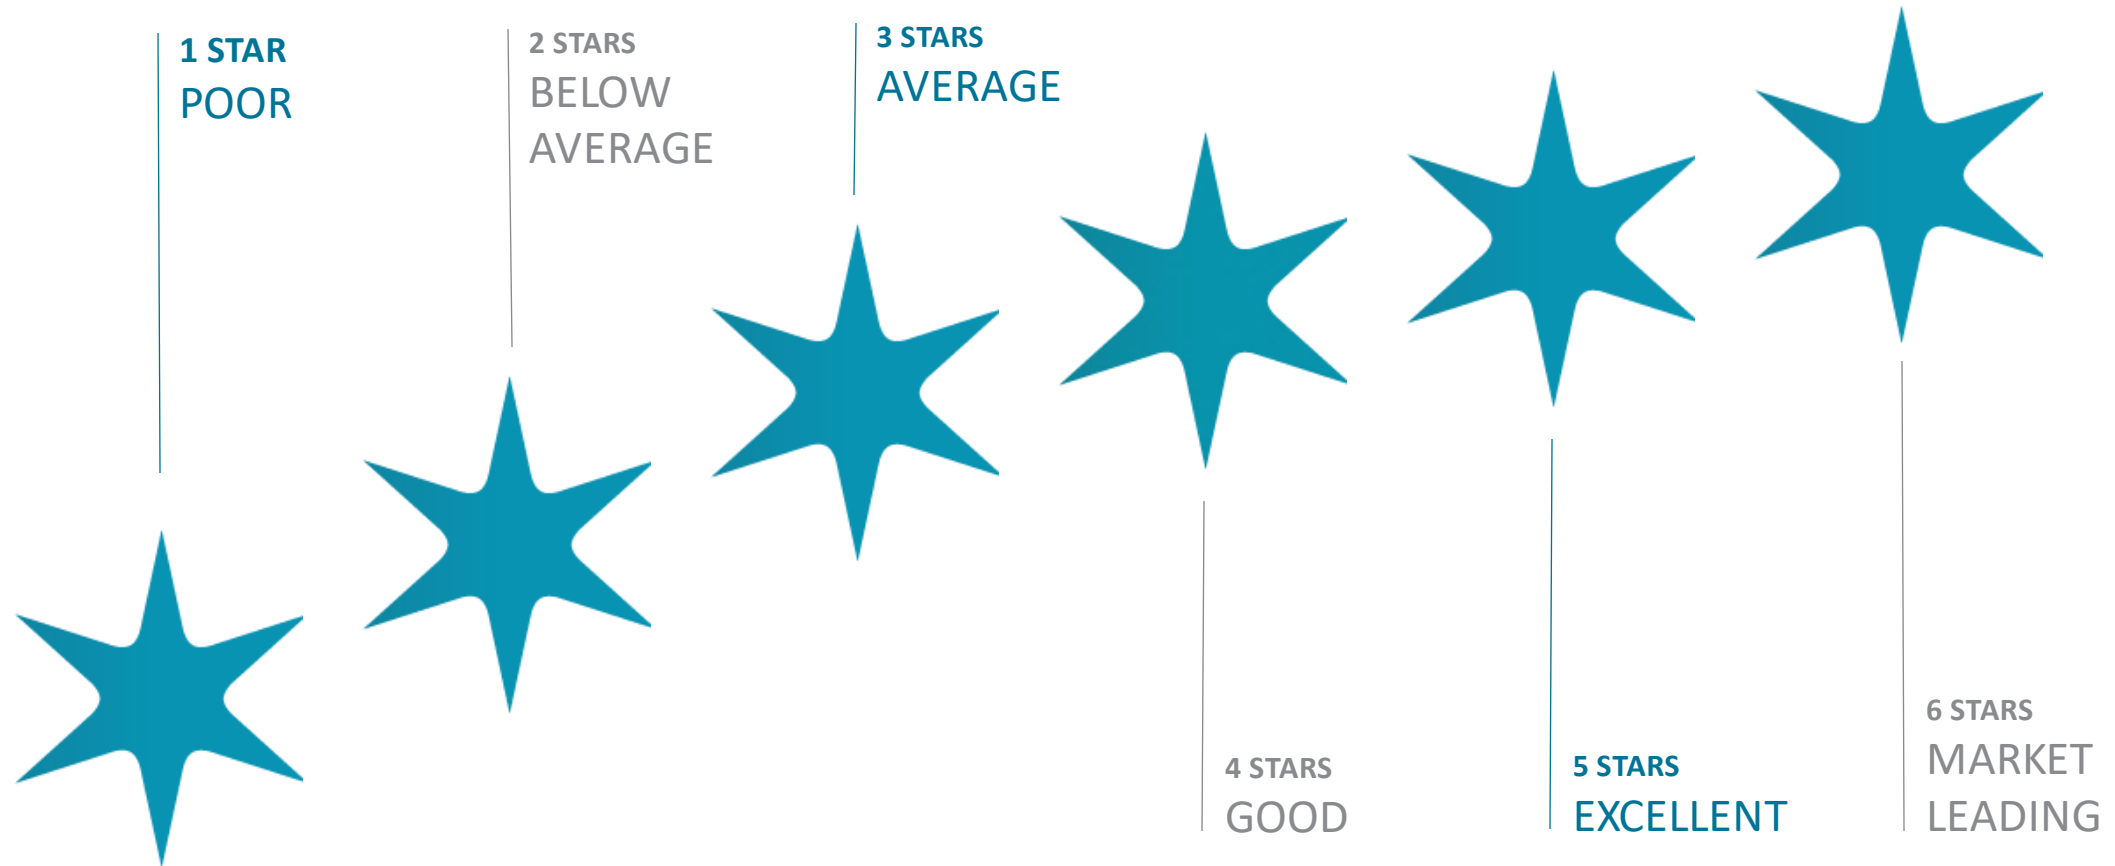 1 STAR
POOR
2 STARS
BELOW
AVERAGE
3 STARS
AVERAGE
4 STARS
GOOD
5 STARS
EXCELLENT
6 STARS
MARKET
LEADING